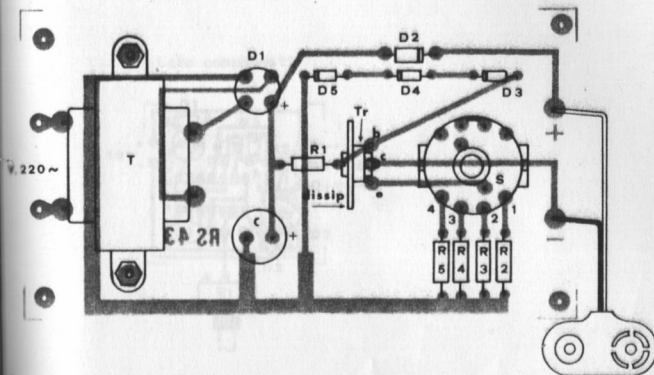 D1
D2
D5
D4
D3
+
Tr
b
c
e
R1
T
V.220~
+
dissip
S
4
3
2
1
C
+
RS 43
R5
R4
R3
R2
−